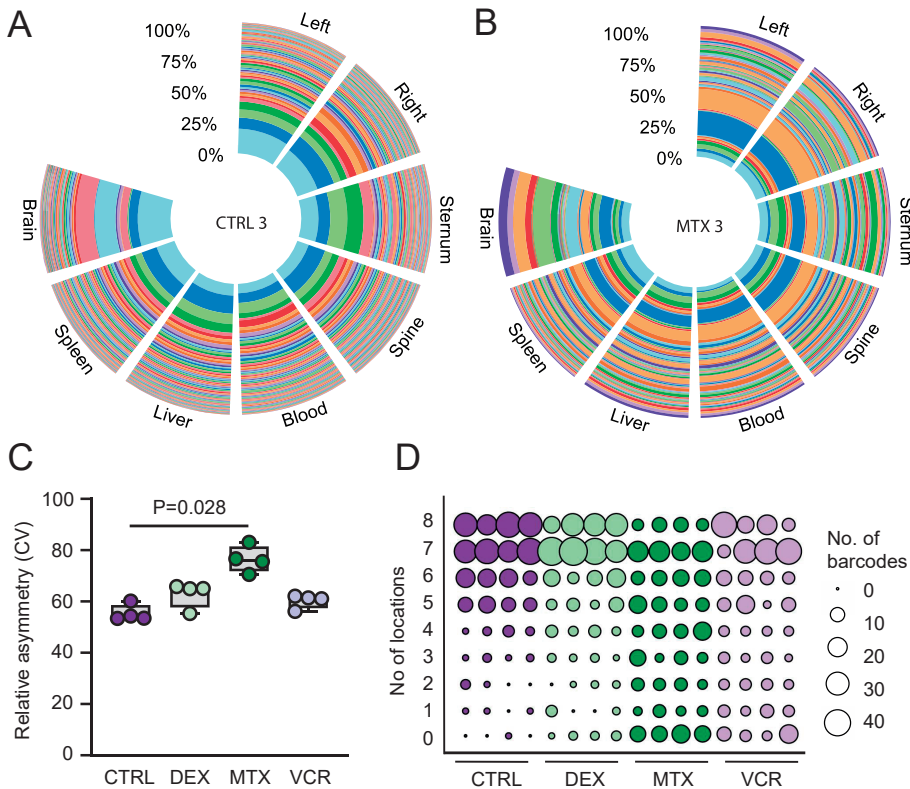 A
100%
75%
50%
25%
0%
Left
Right
Sternum
Spine
Blood
Liver
Spleen
Brain
CTRL 3
B
100%
75%
50%
25%
0%
Left
Right
Sternum
Spine
Blood
Liver
Spleen
Brain
MTX 3
C
Relative asymmetry (CV)
100
80
60
40
20
0
P=0.028
CTRL DEX MTX VCR
D
No of locations
8
7
6
5
4
3
2
1
0
CTRL DEX MTX VCR
No. of
barcodes
0
10
20
30
40